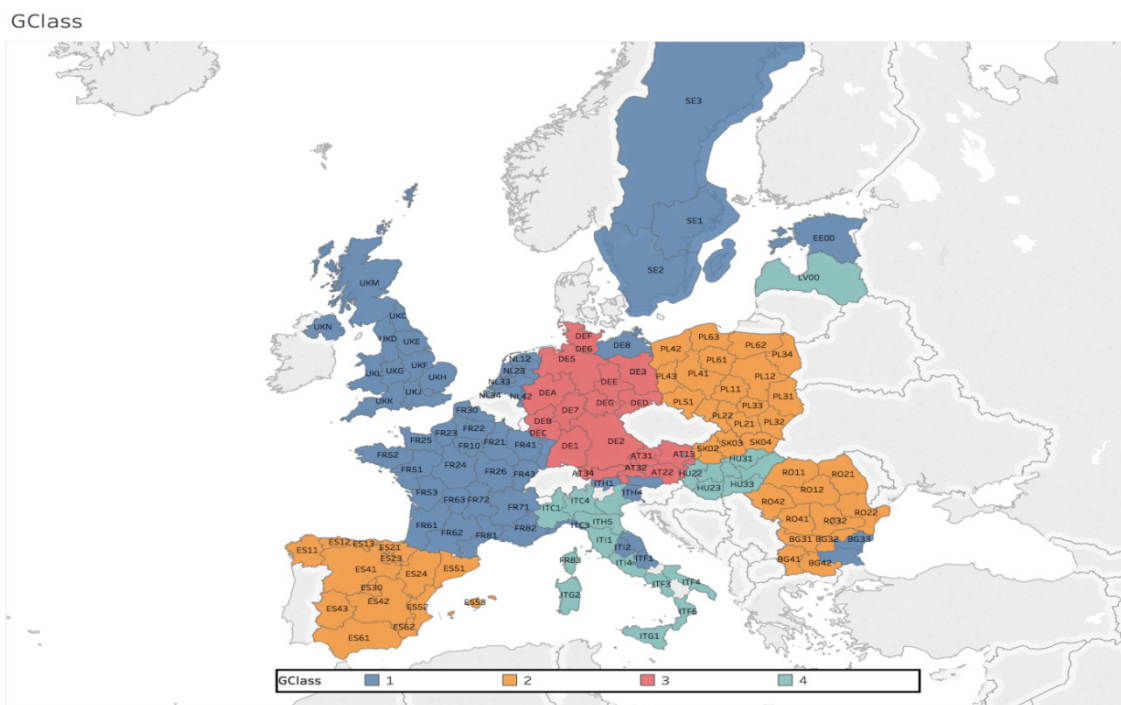 GClass
SE3
SE1
EE00
SE2
LV00
UKM
UKC
UKN
UKD
UKE
DEF
DE6
DE8
PL63
PL42
PL62
PL34
NL12
DE5
PL61
UKF
NL23
DE3
PL43
PL41
PL12
UKL
UKG
UKH
NL33
DEE
PL11
PL31
NL34
NL42
DEA
DEG
DED
PL51
PL33
UKJ
UKK
DE7
PL22
PL21
PL32
FR30
DEB
DEC
FR22
FR23
FR25
FR10
FR21
FR41
DE1
DE2
SK02
SK03
SK04
FR52
AT31
AT13
HU31
FR51
FR24
FR26
FR43
AT34
AT32
AT22
HU22
HU23
HU33
RO11
RO21
ITH1
ITH4
RO12
FR53
FR63
FR72
FR71
ITC1
ITC4
RO42
RO41
RO32
RO22
FR61
FR62
FR81
FR82
ITC3
ITH5
ITI1
ES11
ES12
ES13
ES21
ES23
ITI2
ITF1
BG31
BG32
BG33
ES41
ES24
ES51
FR83
ITI4
BG41
BG42
ES30
ES42
ITG2
ITF3
ITF4
ES43
ES52
ES53
ITF6
ES61
ES62
ITG1
GClass 1 2 3 4